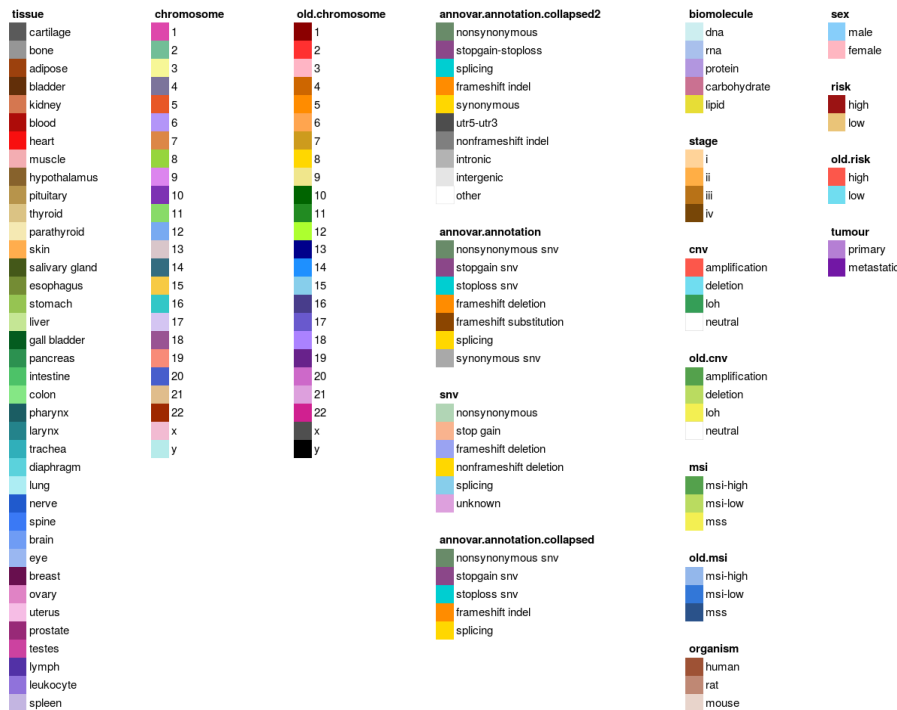 tissue
cartilage
bone
adipose
bladder
kidney
blood
heart
muscle
hypothalamus
pituitary
thyroid
parathyroid
skin
salivary gland
esophagus
stomach
liver
gall bladder
pancreas
intestine
colon
pharynx
larynx
trachea
diaphragm
lung
nerve
spine
brain
eye
breast
ovary
uterus
prostate
testes
lymph
leukocyte
spleen
chromosome
1
2
3
4
5
6
7
8
9
10
11
12
13
14
15
16
17
18
19
20
21
22
x
y
old.chromosome
1
2
3
4
5
6
7
8
9
10
11
12
13
14
15
16
17
18
19
20
21
22
x
y
annovar.annotation.collapsed2
nonsynonymous
stopgain-stoploss
splicing
frameshift indel
synonymous
utr5-utr3
nonframeshift indel
intronic
intergenic
other
annovar.annotation
nonsynonymous snv
stopgain snv
stoploss snv
frameshift deletion
frameshift substitution
splicing
synonymous snv
snv
nonsynonymous
stop gain
frameshift deletion
nonframeshift deletion
splicing
unknown
annovar.annotation.collapsed
nonsynonymous snv
stopgain snv
stoploss snv
frameshift indel
splicing
biomolecule
dna
rna
protein
carbohydrate
lipid
stage
i
ii
iii
iv
cnv
amplification
deletion
loh
neutral
old.cnv
amplification
deletion
loh
neutral
msi
msi-high
msi-low
mss
old.msi
msi-high
msi-low
mss
organism
human
rat
mouse
sex
male
female
risk
high
low
old.risk
high
low
tumour
primary
metastatic